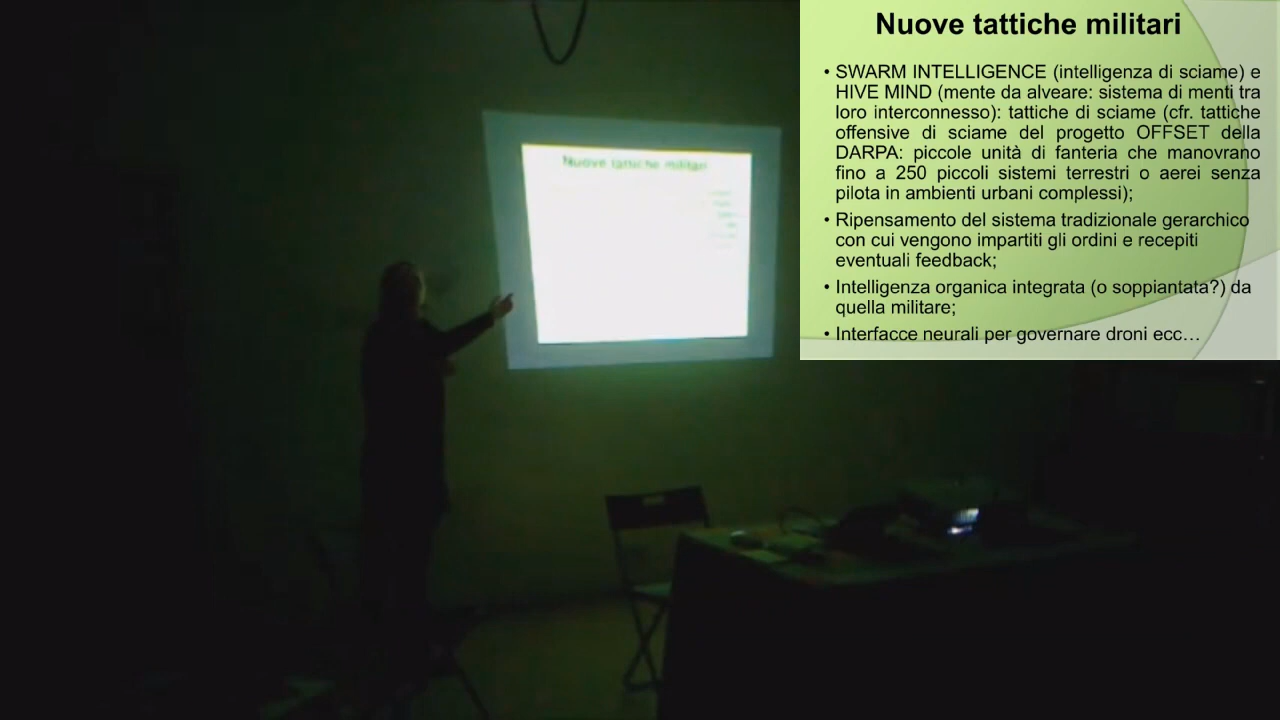 Nuove tattiche militari
• SWARM INTELLIGENCE (intelligenza di sciame) e
HIVE MIND (mente da alveare: sistema di menti tra
loro interconnesso): tattiche di sciame (cfr. tattiche
offensive di sciame del progetto OFFSET della
DARPA: piccole unità di fanteria che manovrano
fino a 250 piccoli sistemi terrestri o aerei senza
pilota in ambienti urbani complessi);
• Ripensamento del sistema tradizionale gerarchico
con cui vengono impartiti gli ordini e recepiti
eventuali feedback;
• Intelligenza organica integrata (o soppiantata?) da
quella militare;
• Interfacce neurali per governare droni ecc…
Nuove tattiche militari